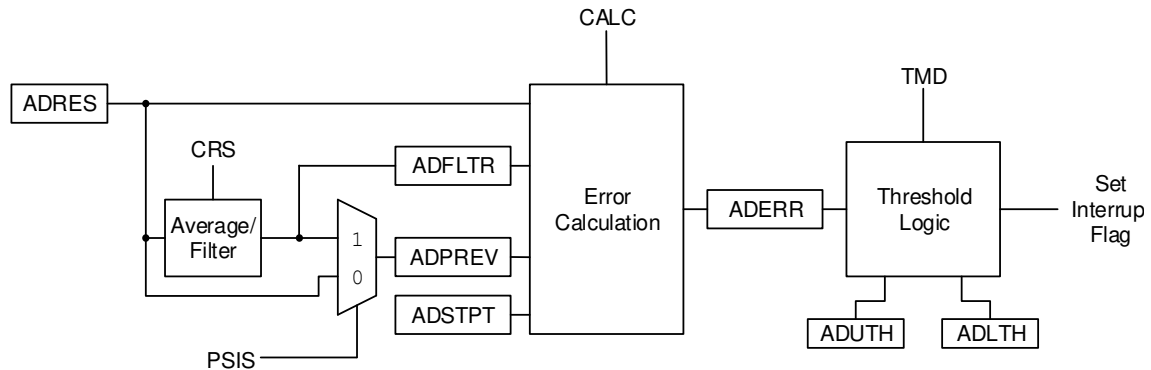 CALC
TMD
ADRES
CRS
ADFLTR
Average/
Filter
1
0
ADPREV
ADSTPT
PSIS
Error
Calculation
ADERR
Threshold
Logic
Set
Interrup
Flag
ADUTH
ADLTH